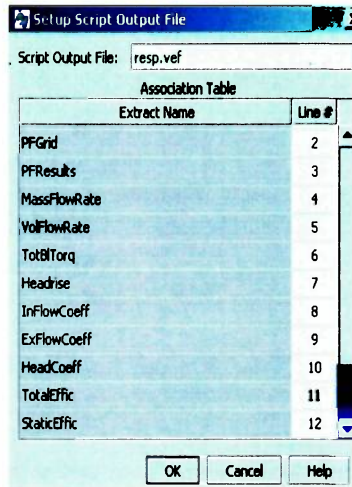 Setup Script Output File
Script Output File: resp.vef
Association Table
Extract Name Line #
PFGrid 2
PFResults 3
MassFlowRate 4
VolFlowRate 5
TotBlTorq 6
Headrise 7
InFlowCoeff 8
ExFlowCoeff 9
HeadCoeff 10
TotalEffic 11
StaticEffic 12
OK Cancel Help